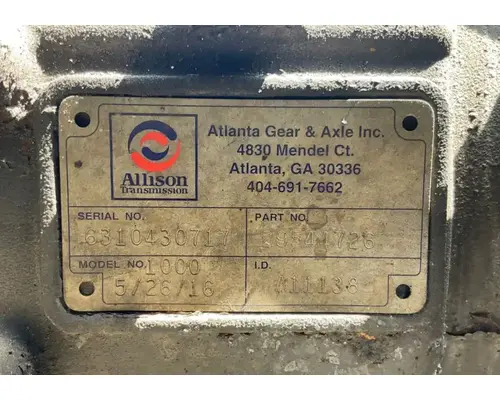 Atlanta Gear & Axle Inc.
4830 Mendel Ct.
Atlanta, GA 30336
404-691-7662
Allison
Transmission
SERIAL NO.
6310430717
PART NO.
MODEL NO. 1000
5/26/16
I.D.
A11136